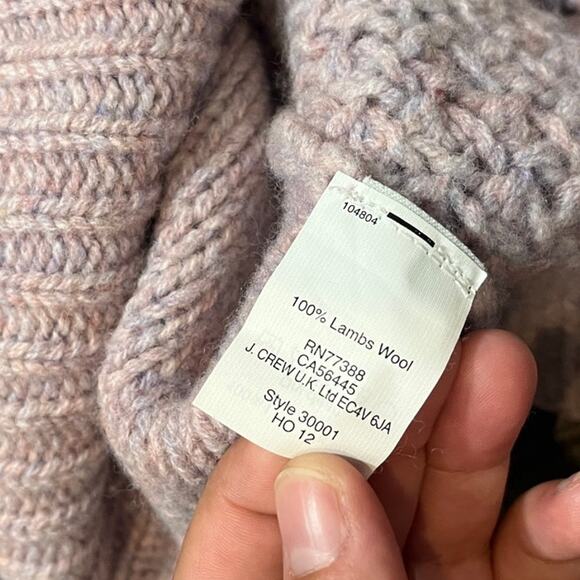 104804
100% Lambs Wool
RN77388
CA56445
J. CREW U.K. Ltd EC4V 6JA
Style 30001
HO 12